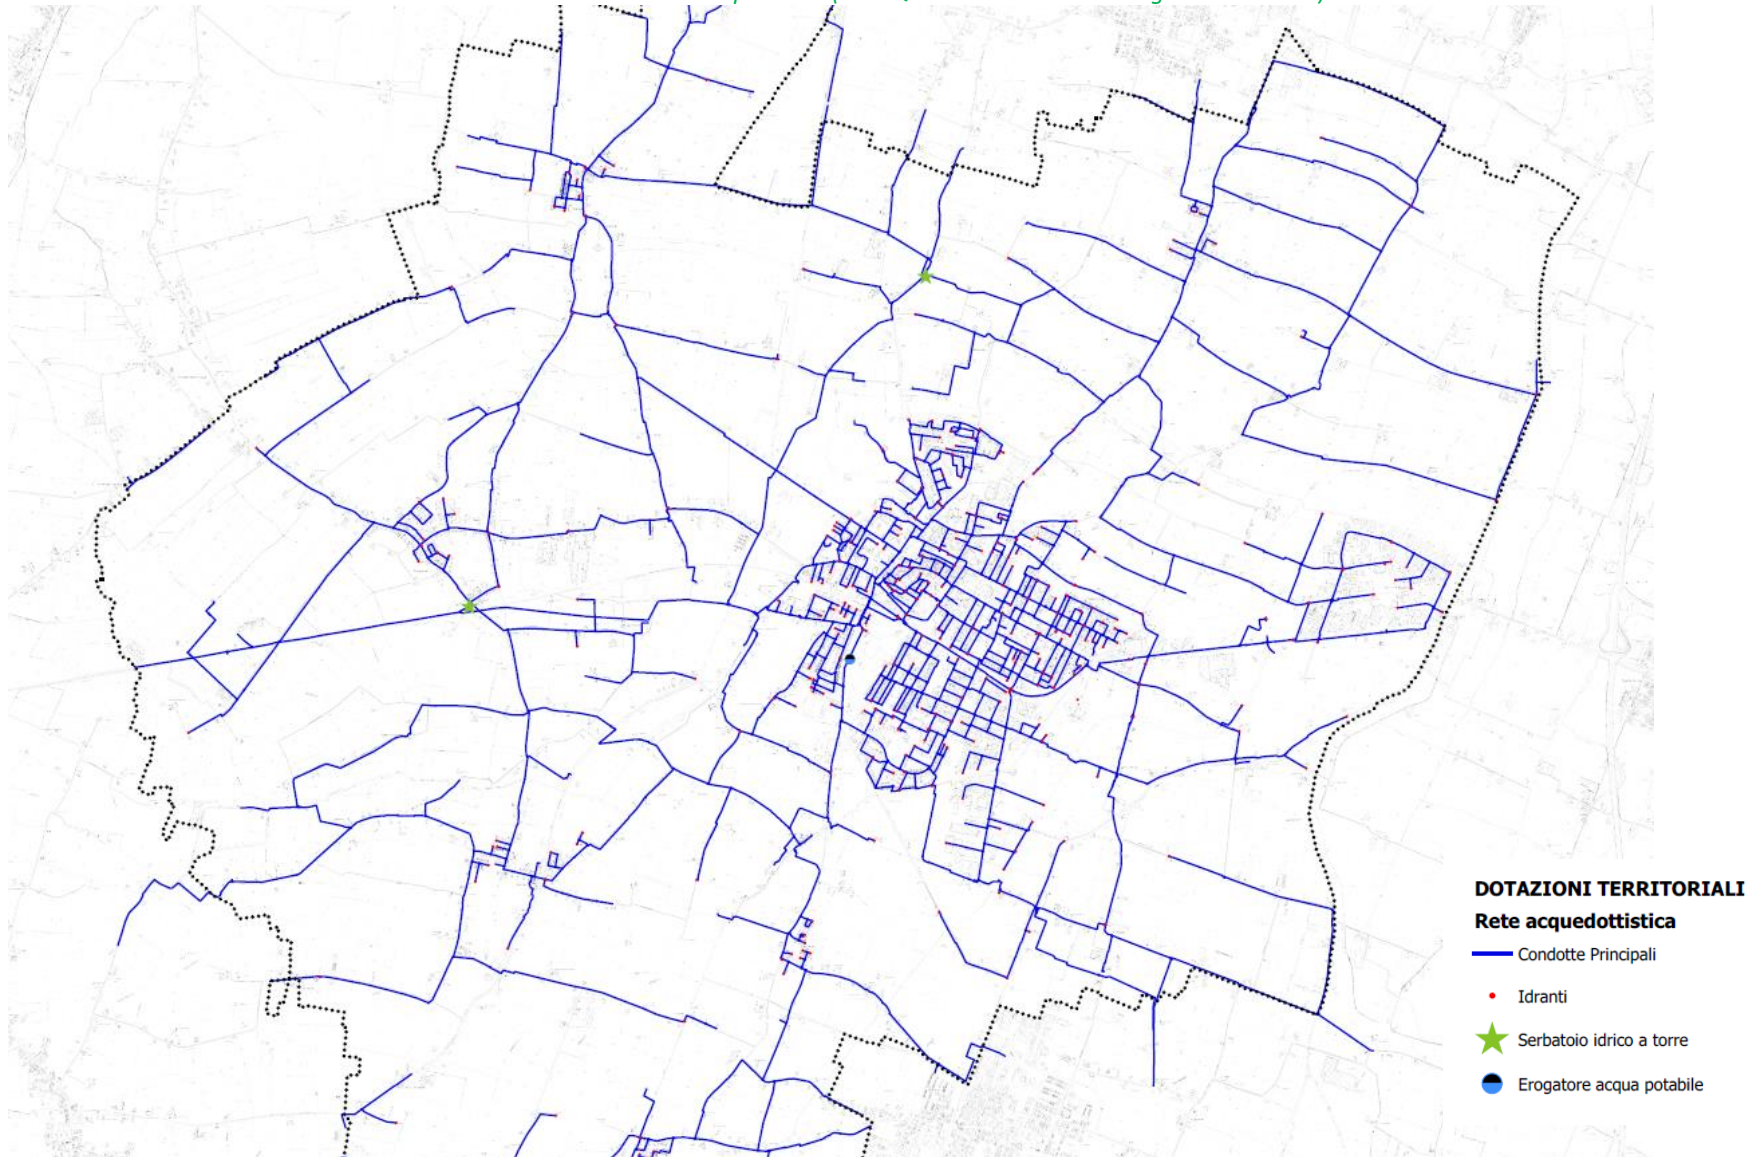 DOTAZIONI TERRITORIALI
Rete acquedottistica
Condotte Principali
Idranti
Serbatoio idrico a torre
Erogatore acqua potabile